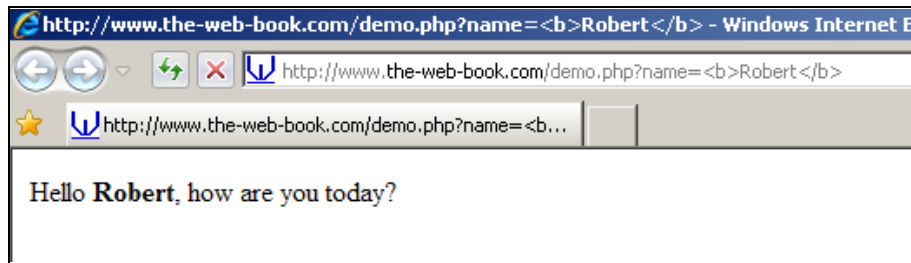 http://www.the-web-book.com/demo.php?name=<b>Robert</b> - Windows Internet E
http://www.the-web-book.com/demo.php?name=<b>Robert</b>
http://www.the-web-book.com/demo.php?name=<b...
Hello Robert, how are you today?